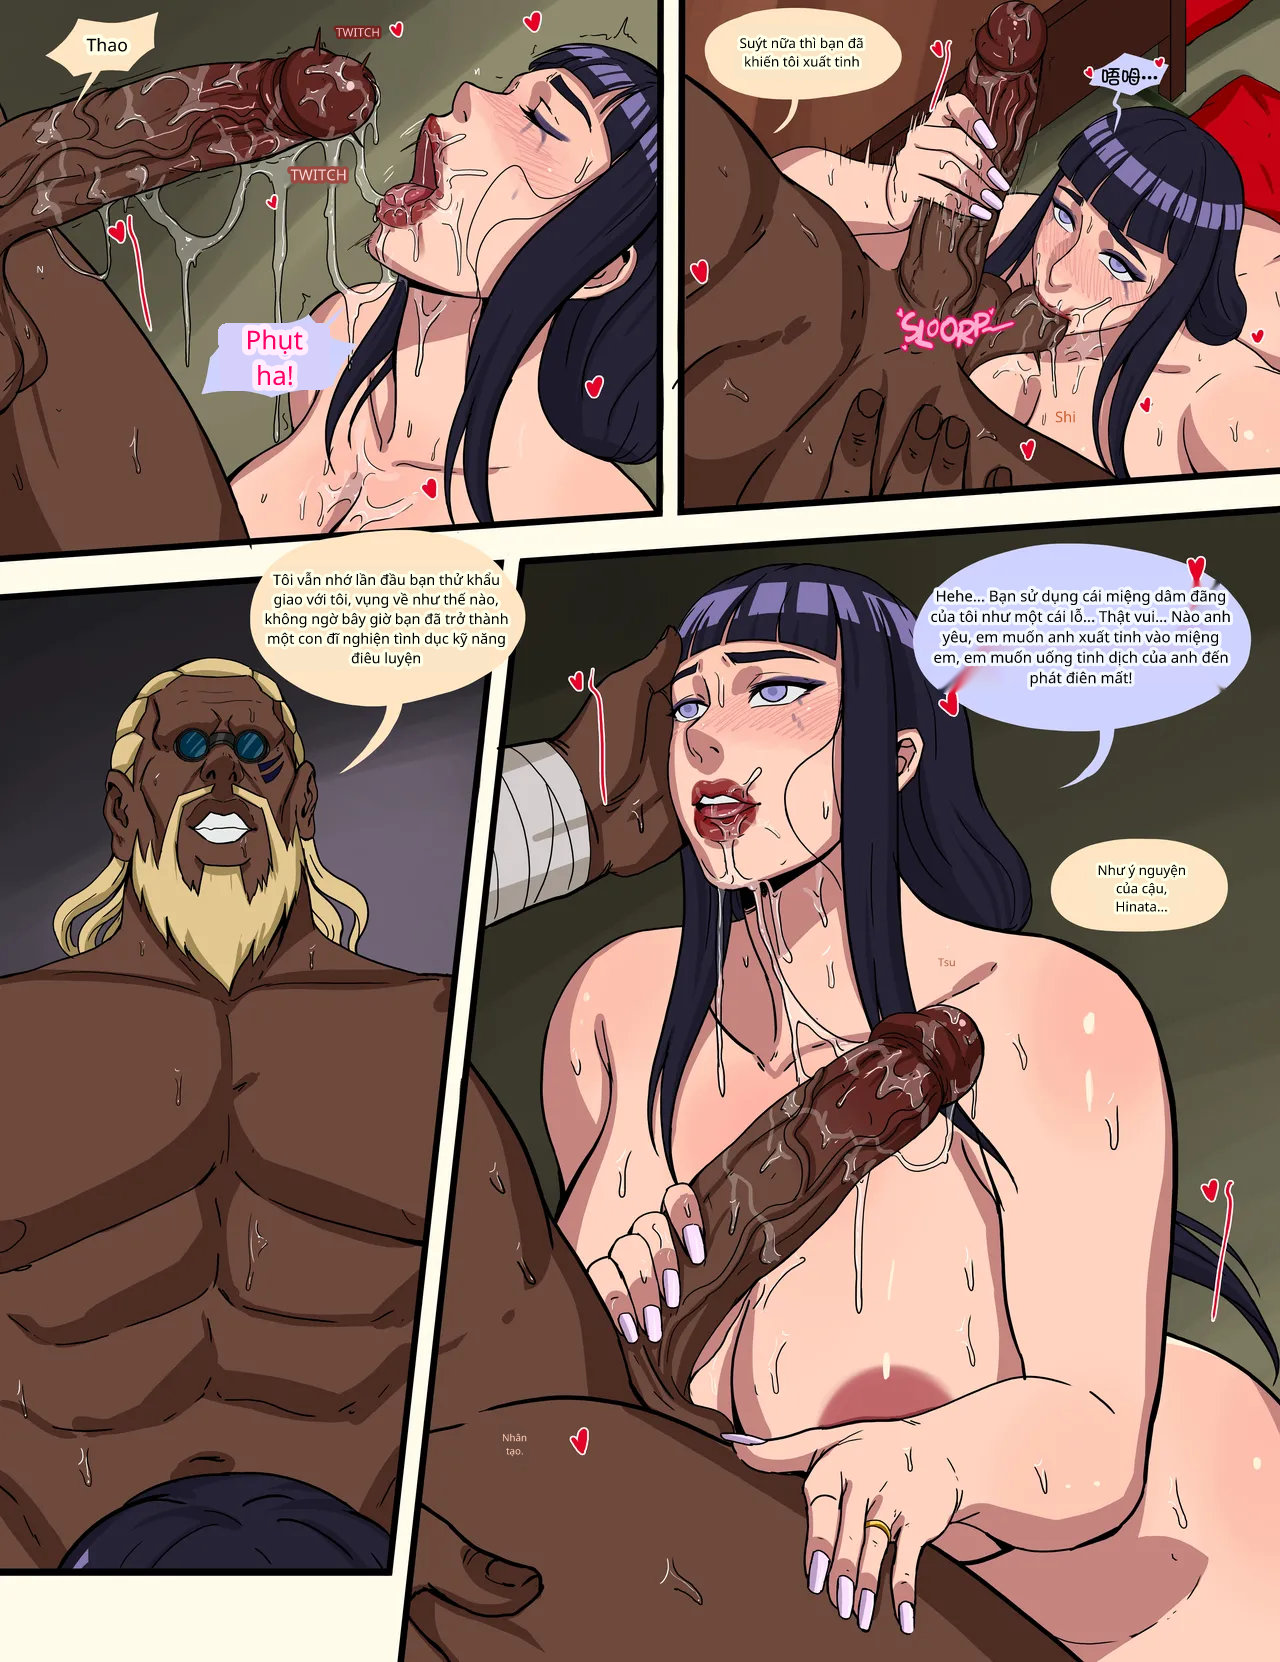 Thao
TWITCH
TWITCH
N
Phụt
ha!
Suýt nữa thì bạn đã
khiến tôi xuất tinh
唔呣…
SLOORP
Shi
Tôi vẫn nhớ lần đầu bạn thử khẩu
giao với tôi, vụng về như thế nào,
không ngờ bây giờ bạn đã trở thành
một con đĩ nghiện tình dục kỹ năng
điêu luyện
Hehe... Bạn sử dụng cái miệng dâm đãng
của tôi như một cái lỗ... Thật vui... Nào anh
yêu, em muốn anh xuất tinh vào miệng
em, em muốn uống tinh dịch của anh đến
phát điên mất!
Như ý nguyện
của cậu,
Hinata...
Tsu
Nhân
tạo.